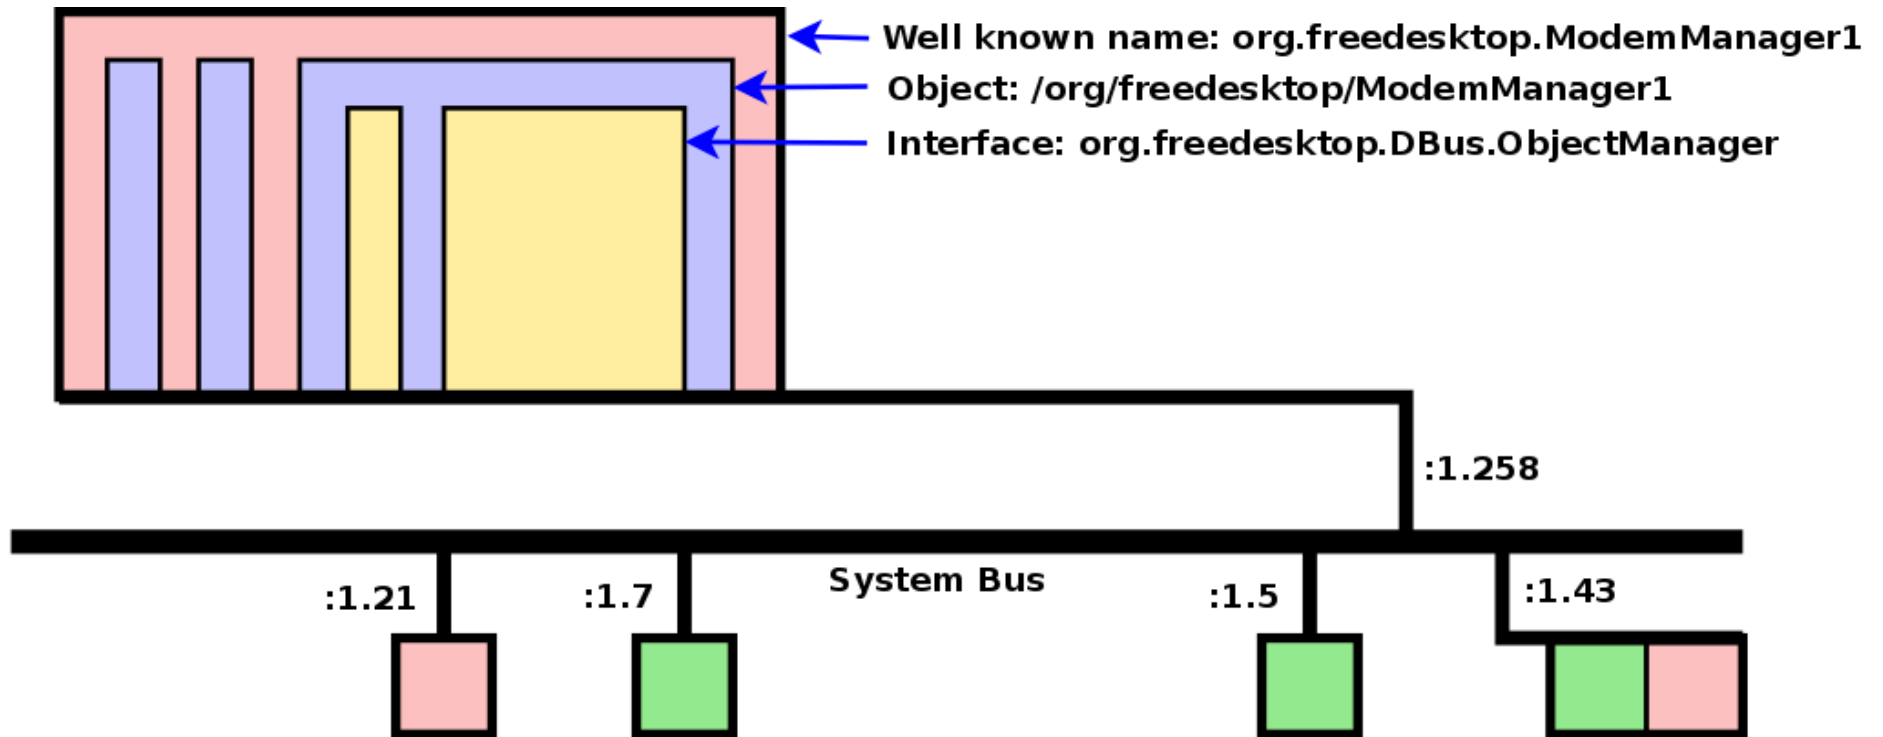 Well known name: org.freedesktop.ModemManager1
Object: /org/freedesktop/ModemManager1
Interface: org.freedesktop.DBus.ObjectManager
:1.258
System Bus
:1.21
:1.7
:1.5
:1.43